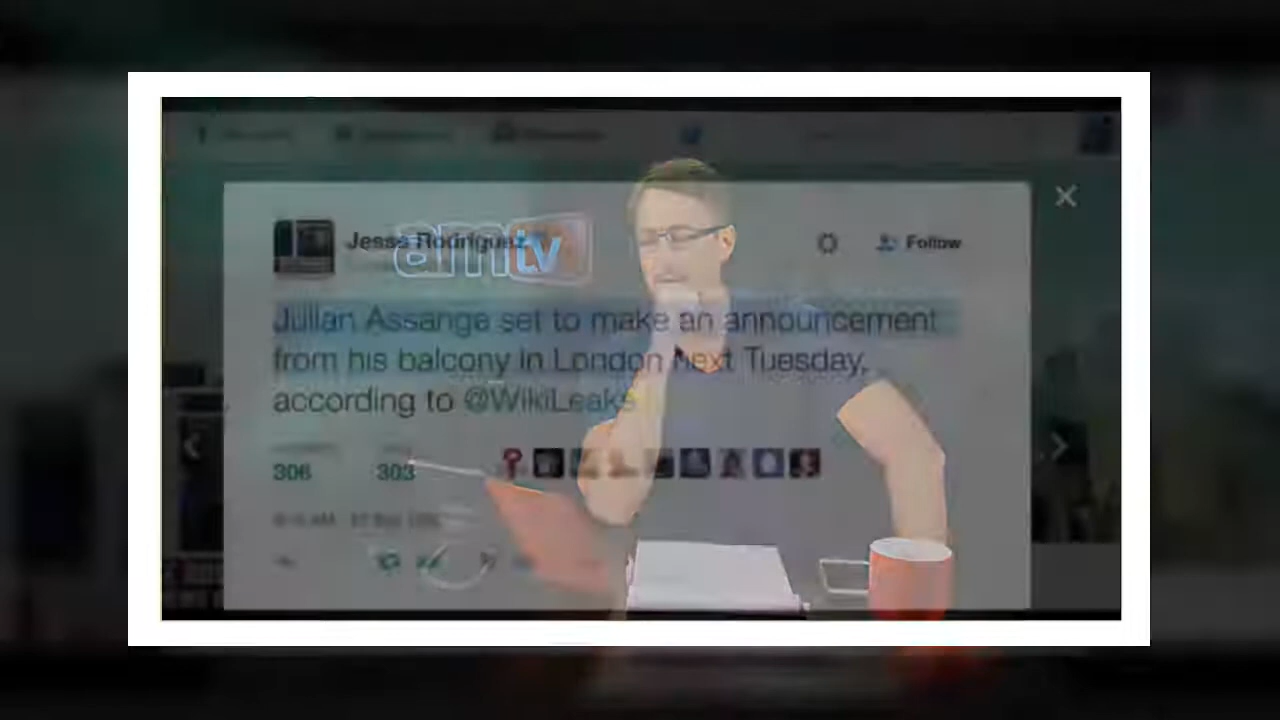 Jesse Rodriguez
amtv
Follow
Julian Assange set to make an announcement
from his balcony in London next Tuesday,
according to @WikiLeaks
306
303